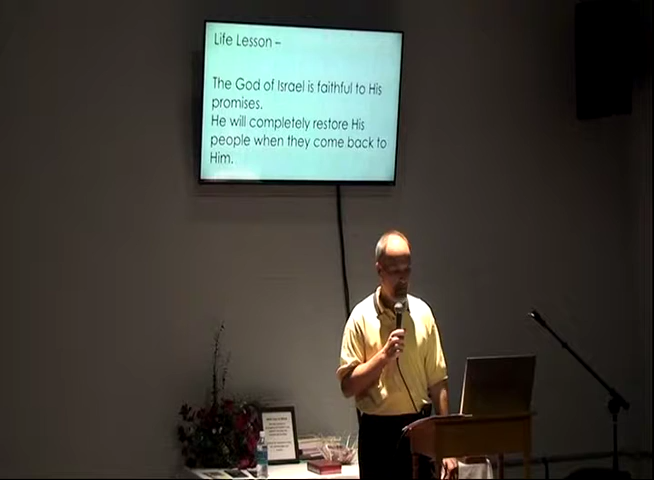 Life Lesson –
The God of Israel is faithful to His
promises.
He will completely restore His
people when they come back to
Him.